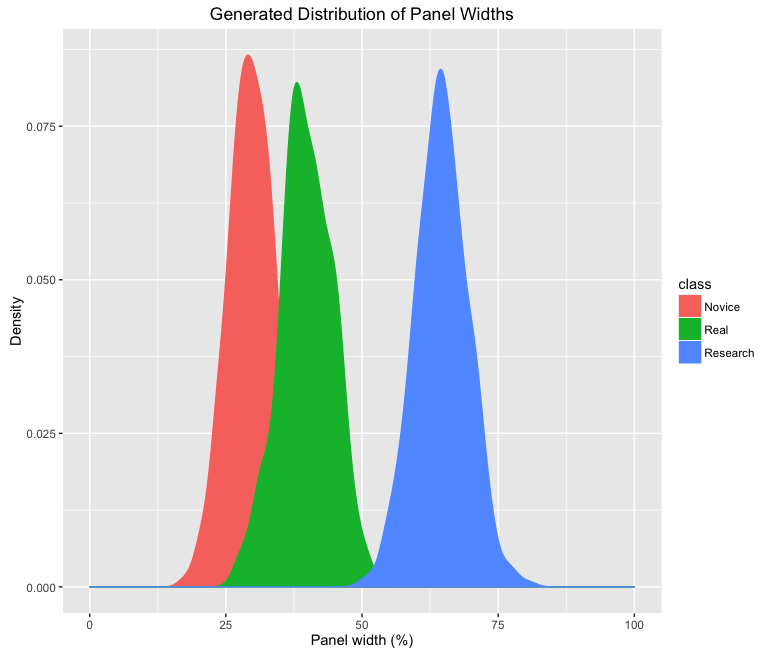 Generated Distribution of Panel Widths
Density
0.075
0.050
0.025
0.000
0
25
50
75
100
Panel width (%)
class
Novice
Real
Research